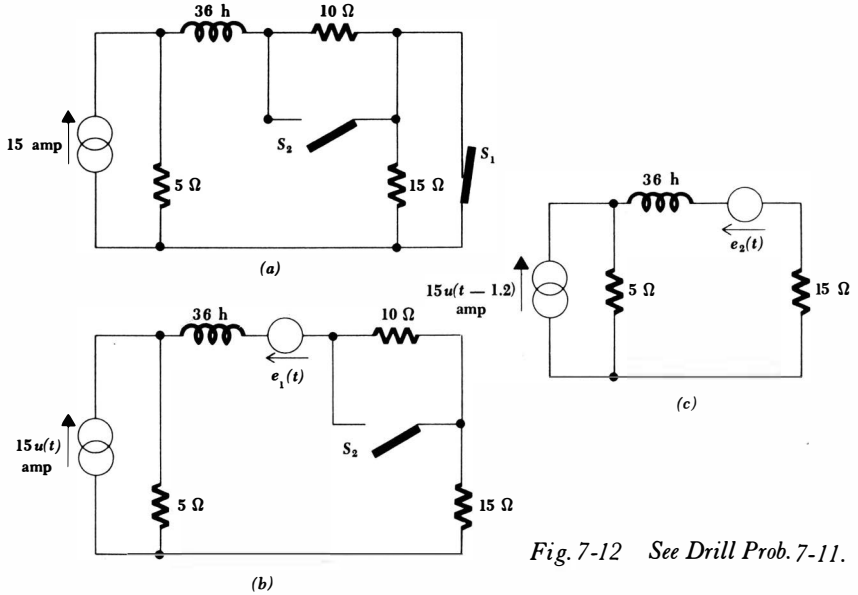 36 h
10 Ω
15 amp
S₂
S₁
5 Ω
15 Ω
(a)
36 h
e₂(t)
15u(t − 1.2)
amp
5 Ω
15 Ω
(c)
36 h
10 Ω
e₁(t)
15u(t)
amp
S₂
5 Ω
15 Ω
(b)
Fig. 7-12 See Drill Prob. 7-11.